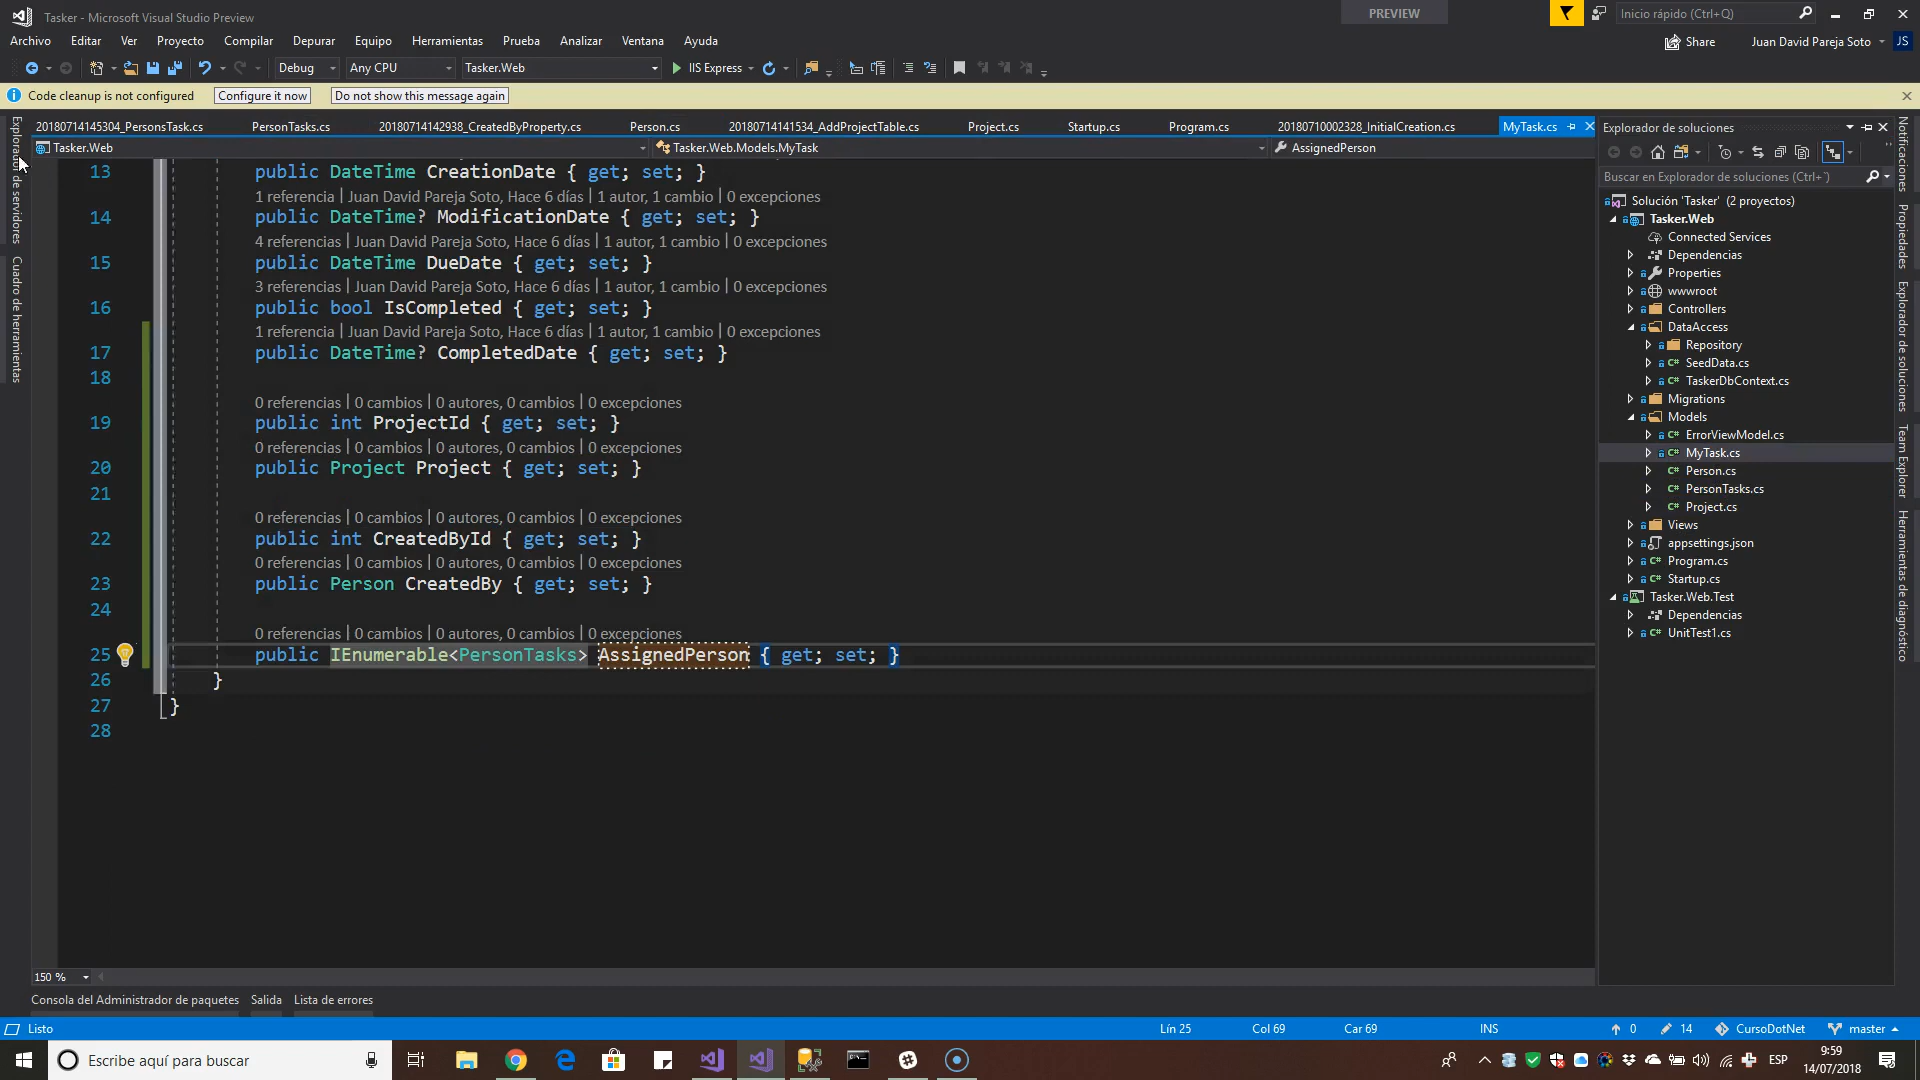 Tasker - Microsoft Visual Studio Preview
PREVIEW
Inicio rápido (Ctrl+Q)
Archivo Editar Ver Proyecto Compilar Depurar Equipo Herramientas Prueba Analizar Ventana Ayuda
Share Juan David Pareja Soto JS
Debug Any CPU Tasker.Web IIS Express
Code cleanup is not configured Configure it now Do not show this message again
20180714145304_PersonsTask.cs PersonTasks.cs 20180714142938_CreatedByProperty.cs Person.cs 20180714141534_AddProjectTable.cs Project.cs Startup.cs Program.cs 20180710002328_InitialCreation.cs MyTask.cs
Tasker.Web Tasker.Web.Models.MyTask AssignedPerson
Explorador de servidores
Cuadro de herramientas
13 public DateTime CreationDate { get; set; }
1 referencia | Juan David Pareja Soto, Hace 6 días | 1 autor, 1 cambio | 0 excepciones
14 public DateTime? ModificationDate { get; set; }
4 referencias | Juan David Pareja Soto, Hace 6 días | 1 autor, 1 cambio | 0 excepciones
15 public DateTime DueDate { get; set; }
3 referencias | Juan David Pareja Soto, Hace 6 días | 1 autor, 1 cambio | 0 excepciones
16 public bool IsCompleted { get; set; }
1 referencia | Juan David Pareja Soto, Hace 6 días | 1 autor, 1 cambio | 0 excepciones
17 public DateTime? CompletedDate { get; set; }
18
0 referencias | 0 cambios | 0 autores, 0 cambios | 0 excepciones
19 public int ProjectId { get; set; }
0 referencias | 0 cambios | 0 autores, 0 cambios | 0 excepciones
20 public Project Project { get; set; }
21
0 referencias | 0 cambios | 0 autores, 0 cambios | 0 excepciones
22 public int CreatedById { get; set; }
0 referencias | 0 cambios | 0 autores, 0 cambios | 0 excepciones
23 public Person CreatedBy { get; set; }
24
0 referencias | 0 cambios | 0 autores, 0 cambios | 0 excepciones
25 public IEnumerable<PersonTasks> AssignedPerson { get; set; }
26 }
27 }
28
150 %
Explorador de soluciones
Buscar en Explorador de soluciones (Ctrl+´)
Solución 'Tasker' (2 proyectos)
Tasker.Web
Connected Services
Dependencias
Properties
wwwroot
Controllers
DataAccess
Repository
C# SeedData.cs
C# TaskerDbContext.cs
Migrations
Models
C# ErrorViewModel.cs
C# MyTask.cs
C# Person.cs
C# PersonTasks.cs
C# Project.cs
Views
appsettings.json
C# Program.cs
C# Startup.cs
Tasker.Web.Test
Dependencias
C# UnitTest1.cs
Notificaciones
Propiedades
Explorador de soluciones
Team Explorer
Herramientas de diagnóstico
Consola del Administrador de paquetes Salida Lista de errores
Listo Lín 25 Col 69 Car 69 INS 0 14 CursoDotNet master
Escribe aquí para buscar
ESP
9:59
14/07/2018